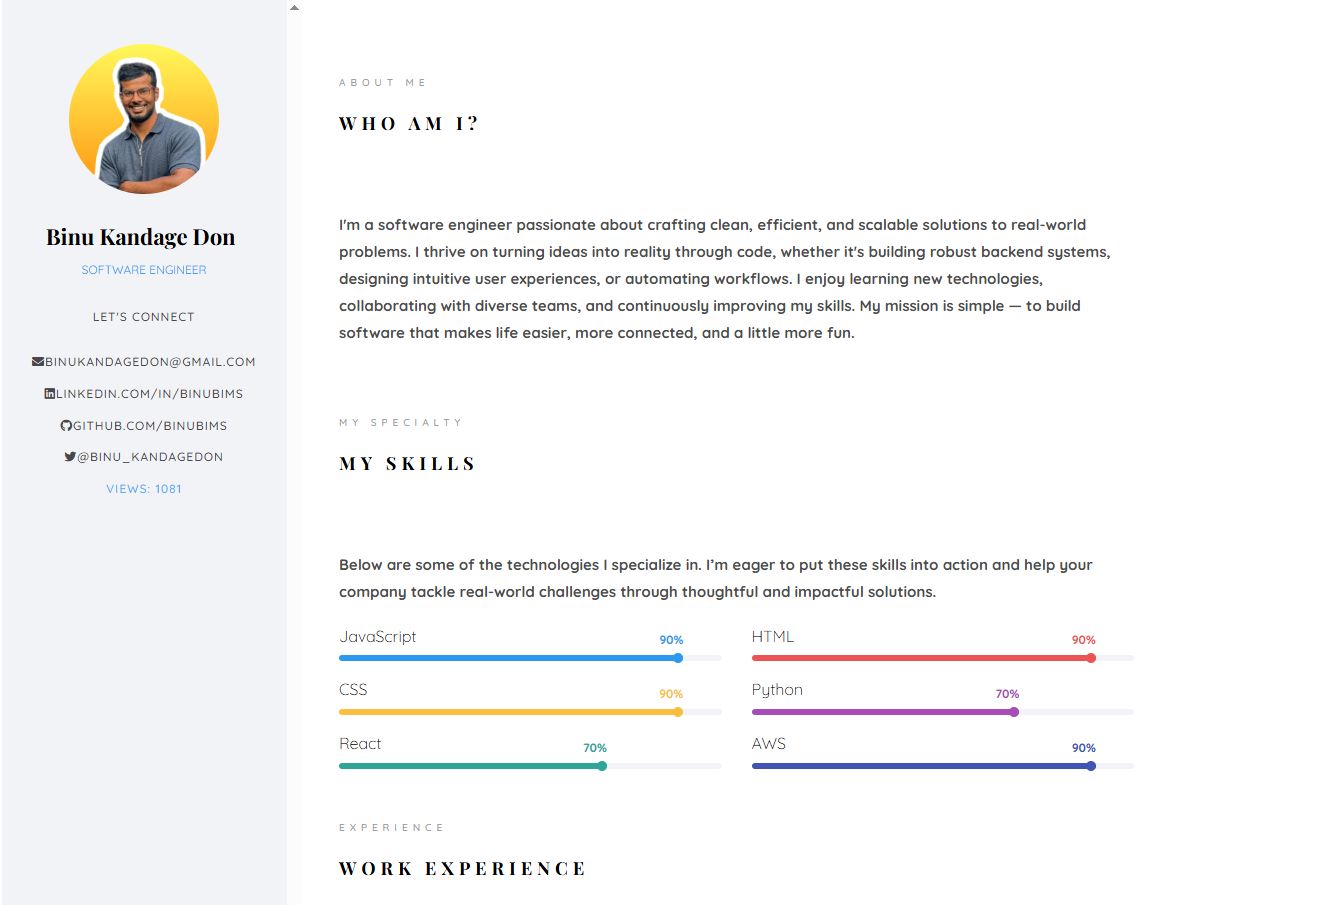 Binu Kandage Don
SOFTWARE ENGINEER
LET'S CONNECT
BINUKANDAGEDON@GMAIL.COM
LINKEDIN.COM/IN/BINUBIMS
GITHUB.COM/BINUBIMS
@BINU_KANDAGEDON
VIEWS: 1081
ABOUT ME
WHO AM I?
I'm a software engineer passionate about crafting clean, efficient, and scalable solutions to real-world
problems. I thrive on turning ideas into reality through code, whether it's building robust backend systems,
designing intuitive user experiences, or automating workflows. I enjoy learning new technologies,
collaborating with diverse teams, and continuously improving my skills. My mission is simple — to build
software that makes life easier, more connected, and a little more fun.
MY SPECIALTY
MY SKILLS
Below are some of the technologies I specialize in. I’m eager to put these skills into action and help your
company tackle real-world challenges through thoughtful and impactful solutions.
JavaScript 90%
HTML 90%
CSS 90%
Python 70%
React 70%
AWS 90%
EXPERIENCE
WORK EXPERIENCE